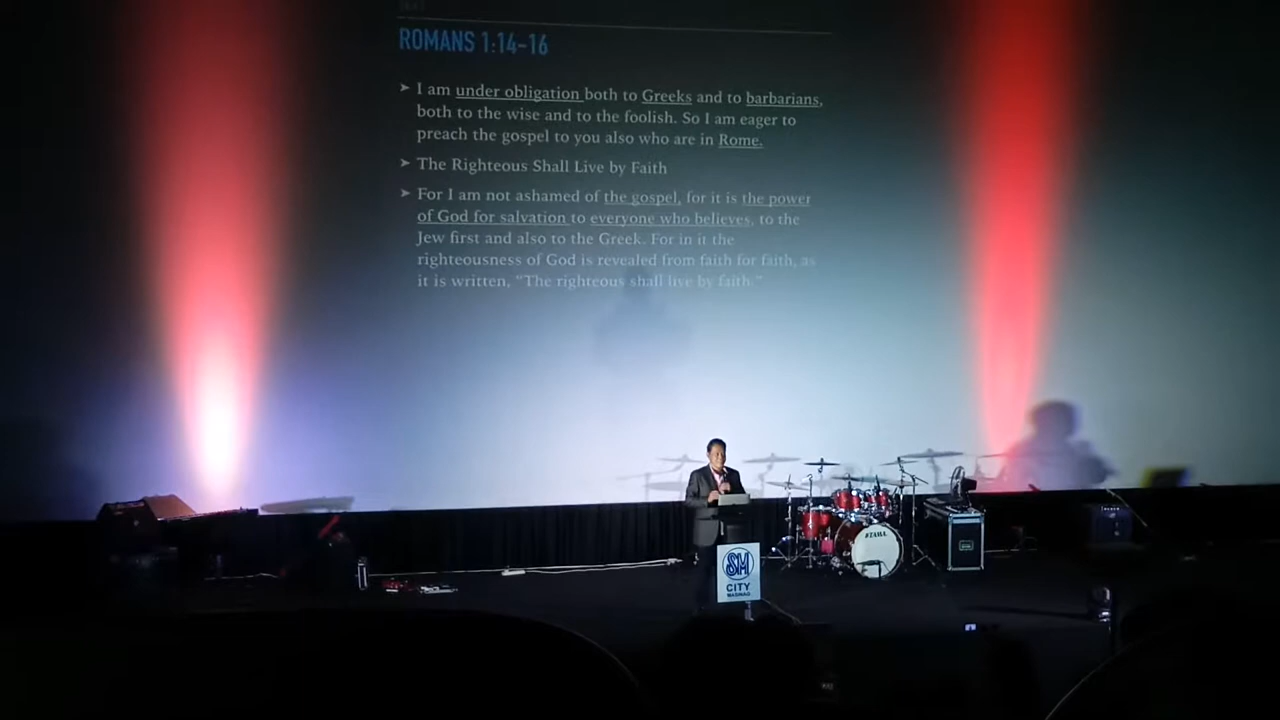 TEXT
ROMANS 1:14-16
➤ I am under obligation both to Greeks and to barbarians,
both to the wise and to the foolish. So I am eager to
preach the gospel to you also who are in Rome.
➤ The Righteous Shall Live by Faith
➤ For I am not ashamed of the gospel, for it is the power
of God for salvation to everyone who believes, to the
Jew first and also to the Greek. For in it the
righteousness of God is revealed from faith for faith, as
it is written, “The righteous shall live by faith.”
TAMA
SM
CITY
MASINAG